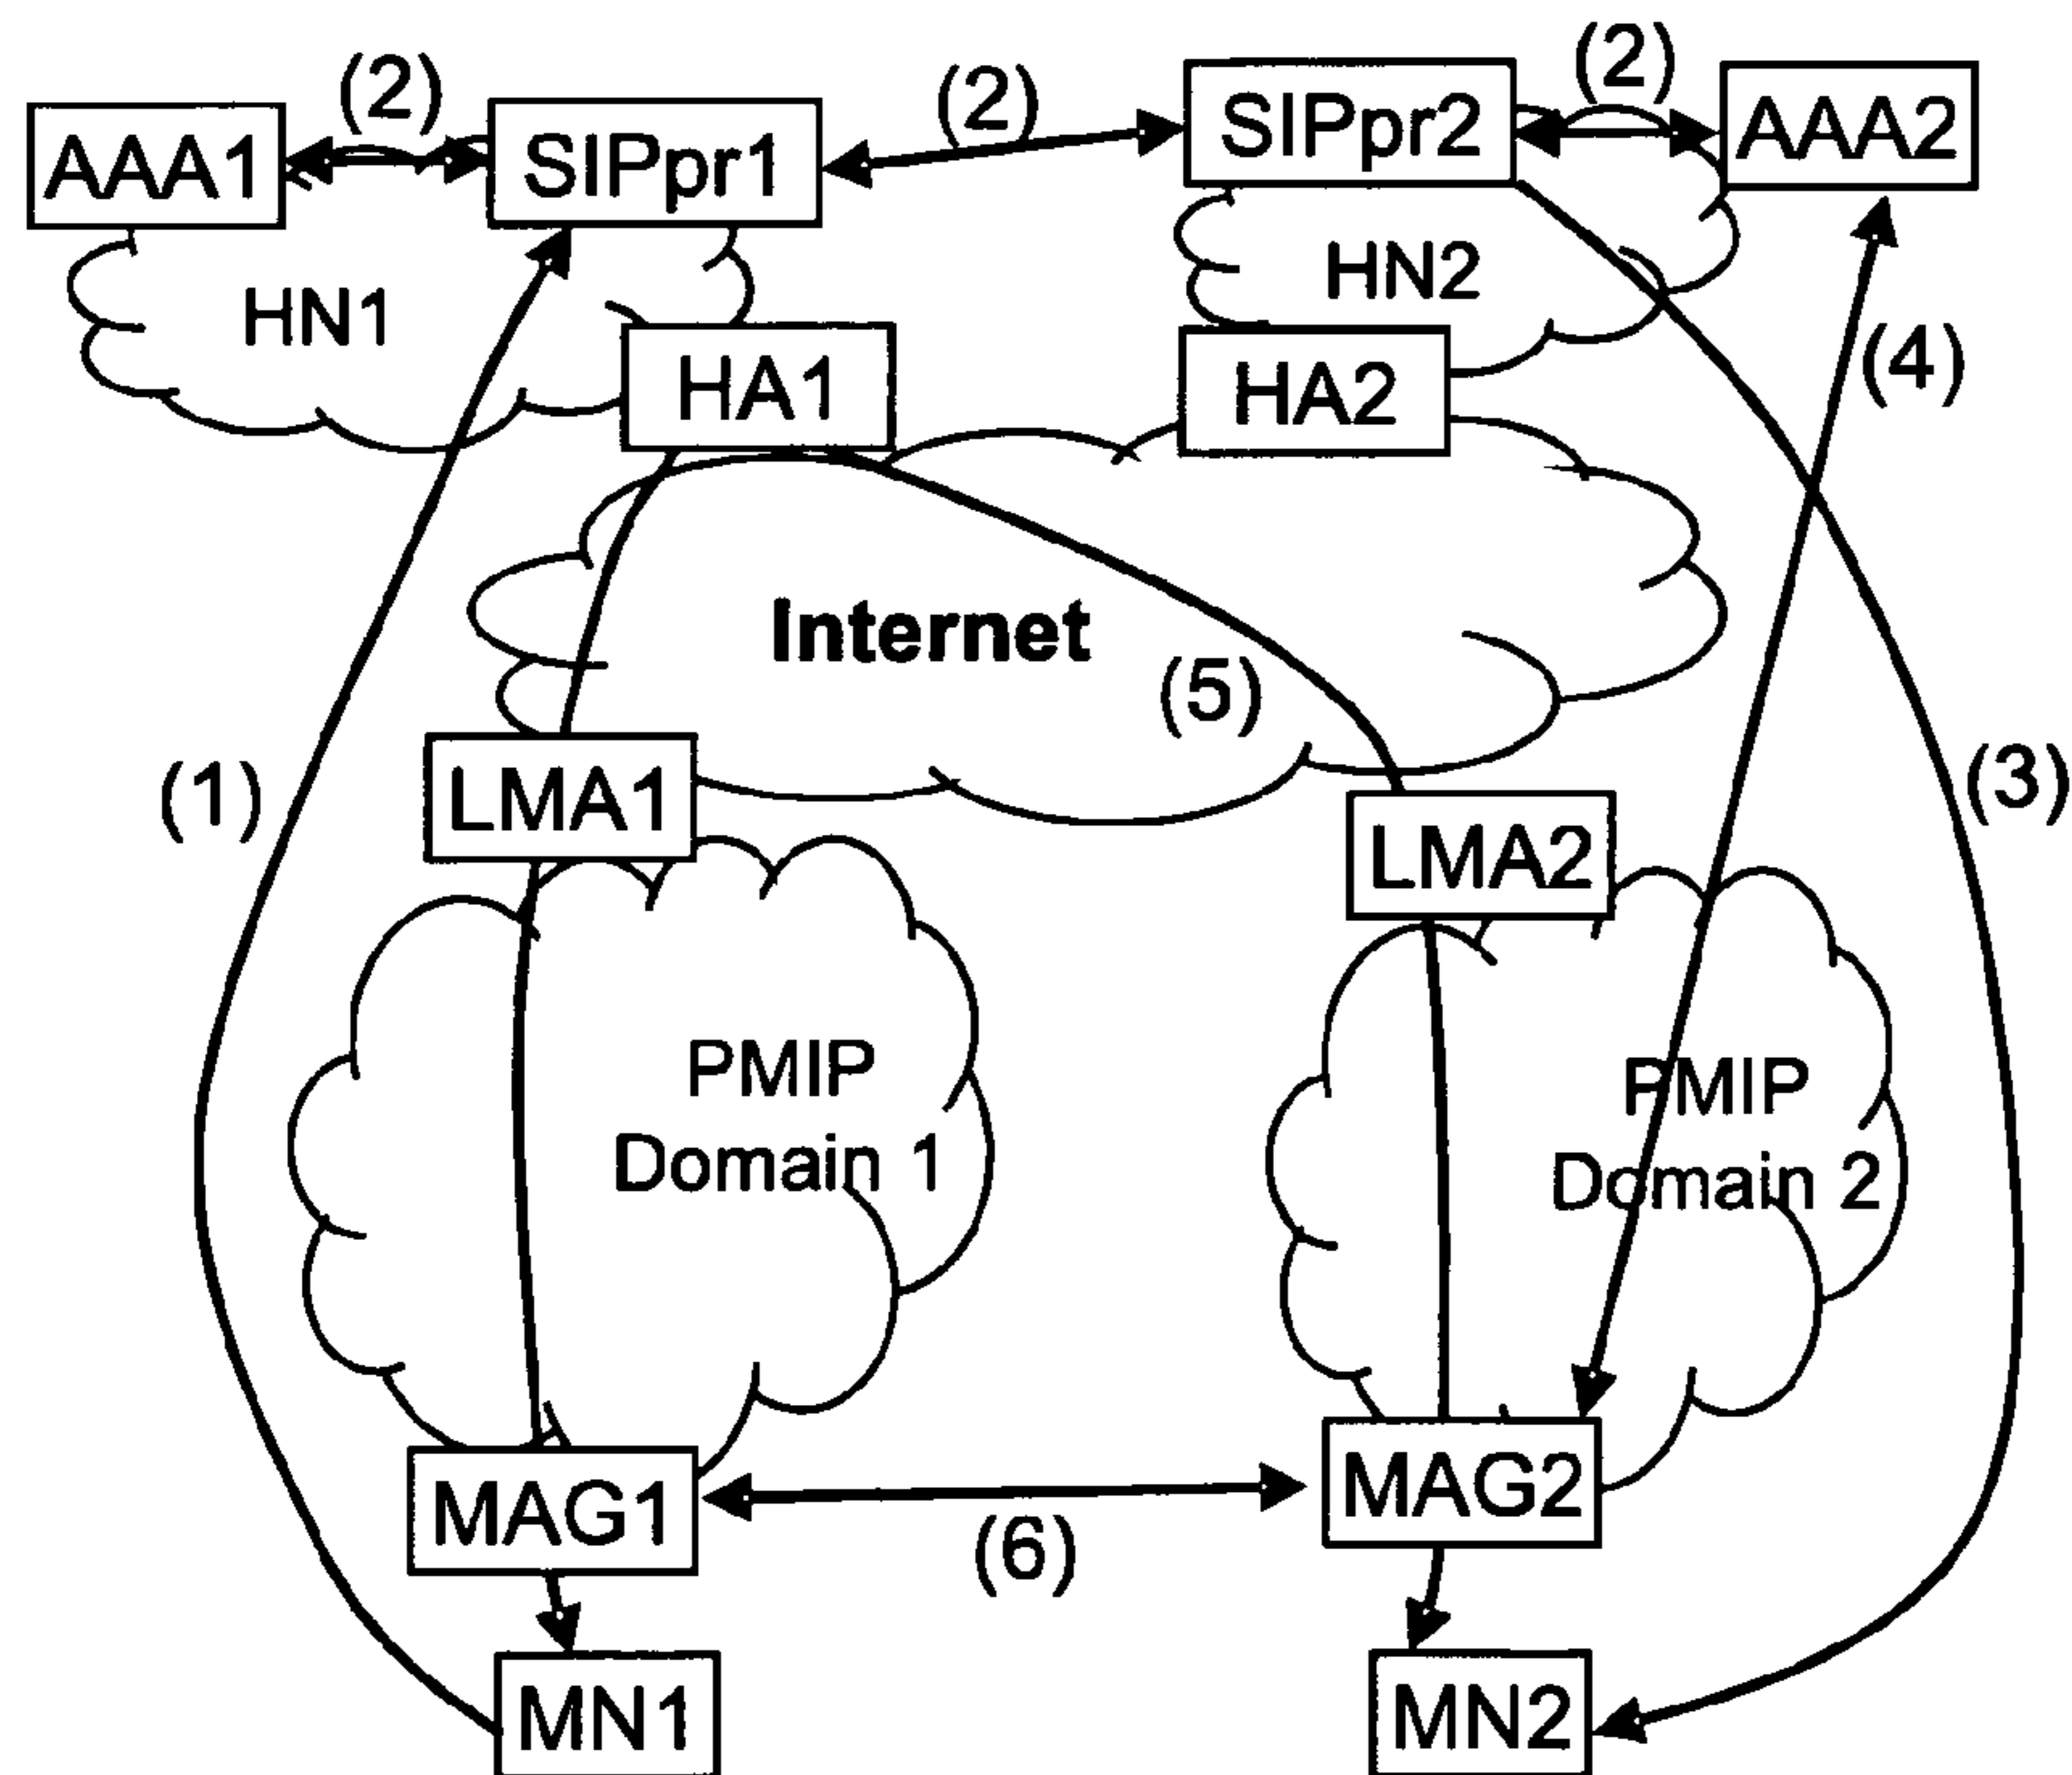 (2)
(2)
(2)
AAA1
SIPpr1
SIPpr2
AAA2
HN1
HN2
HA1
HA2
(4)
Internet
(5)
(1)
LMA1
(3)
LMA2
PMIP
Domain 1
PMIP
Domain 2
MAG1
MAG2
(6)
MN1
MN2